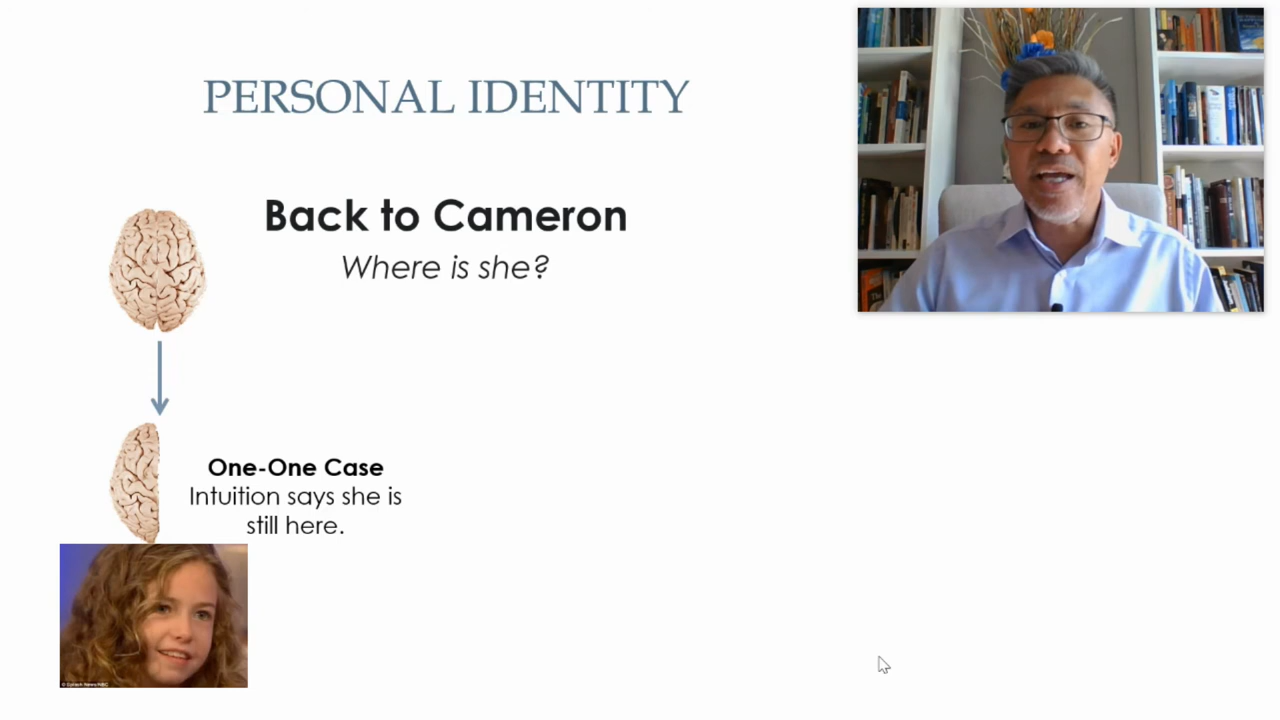 PERSONAL IDENTITY
Back to Cameron
Where is she?
One-One Case
Intuition says she is
still here.